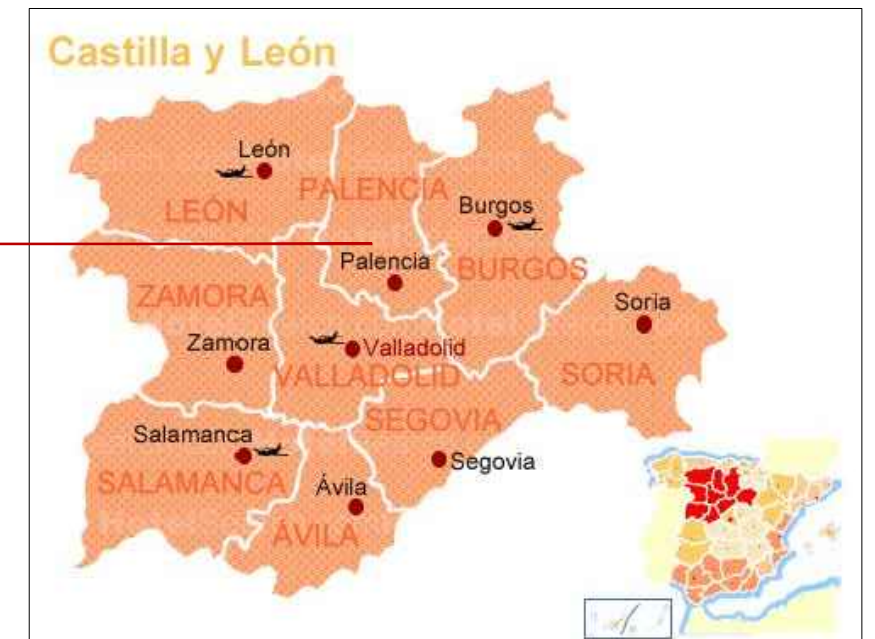 Castilla y León
León
PALENCIA
LEÓN
Burgos
Palencia
BURGOS
ZAMORA
Soria
Zamora
Valladolid
VALLADOLID
SORIA
SEGOVIA
Salamanca
Segovia
SALAMANCA
Ávila
ÁVILA